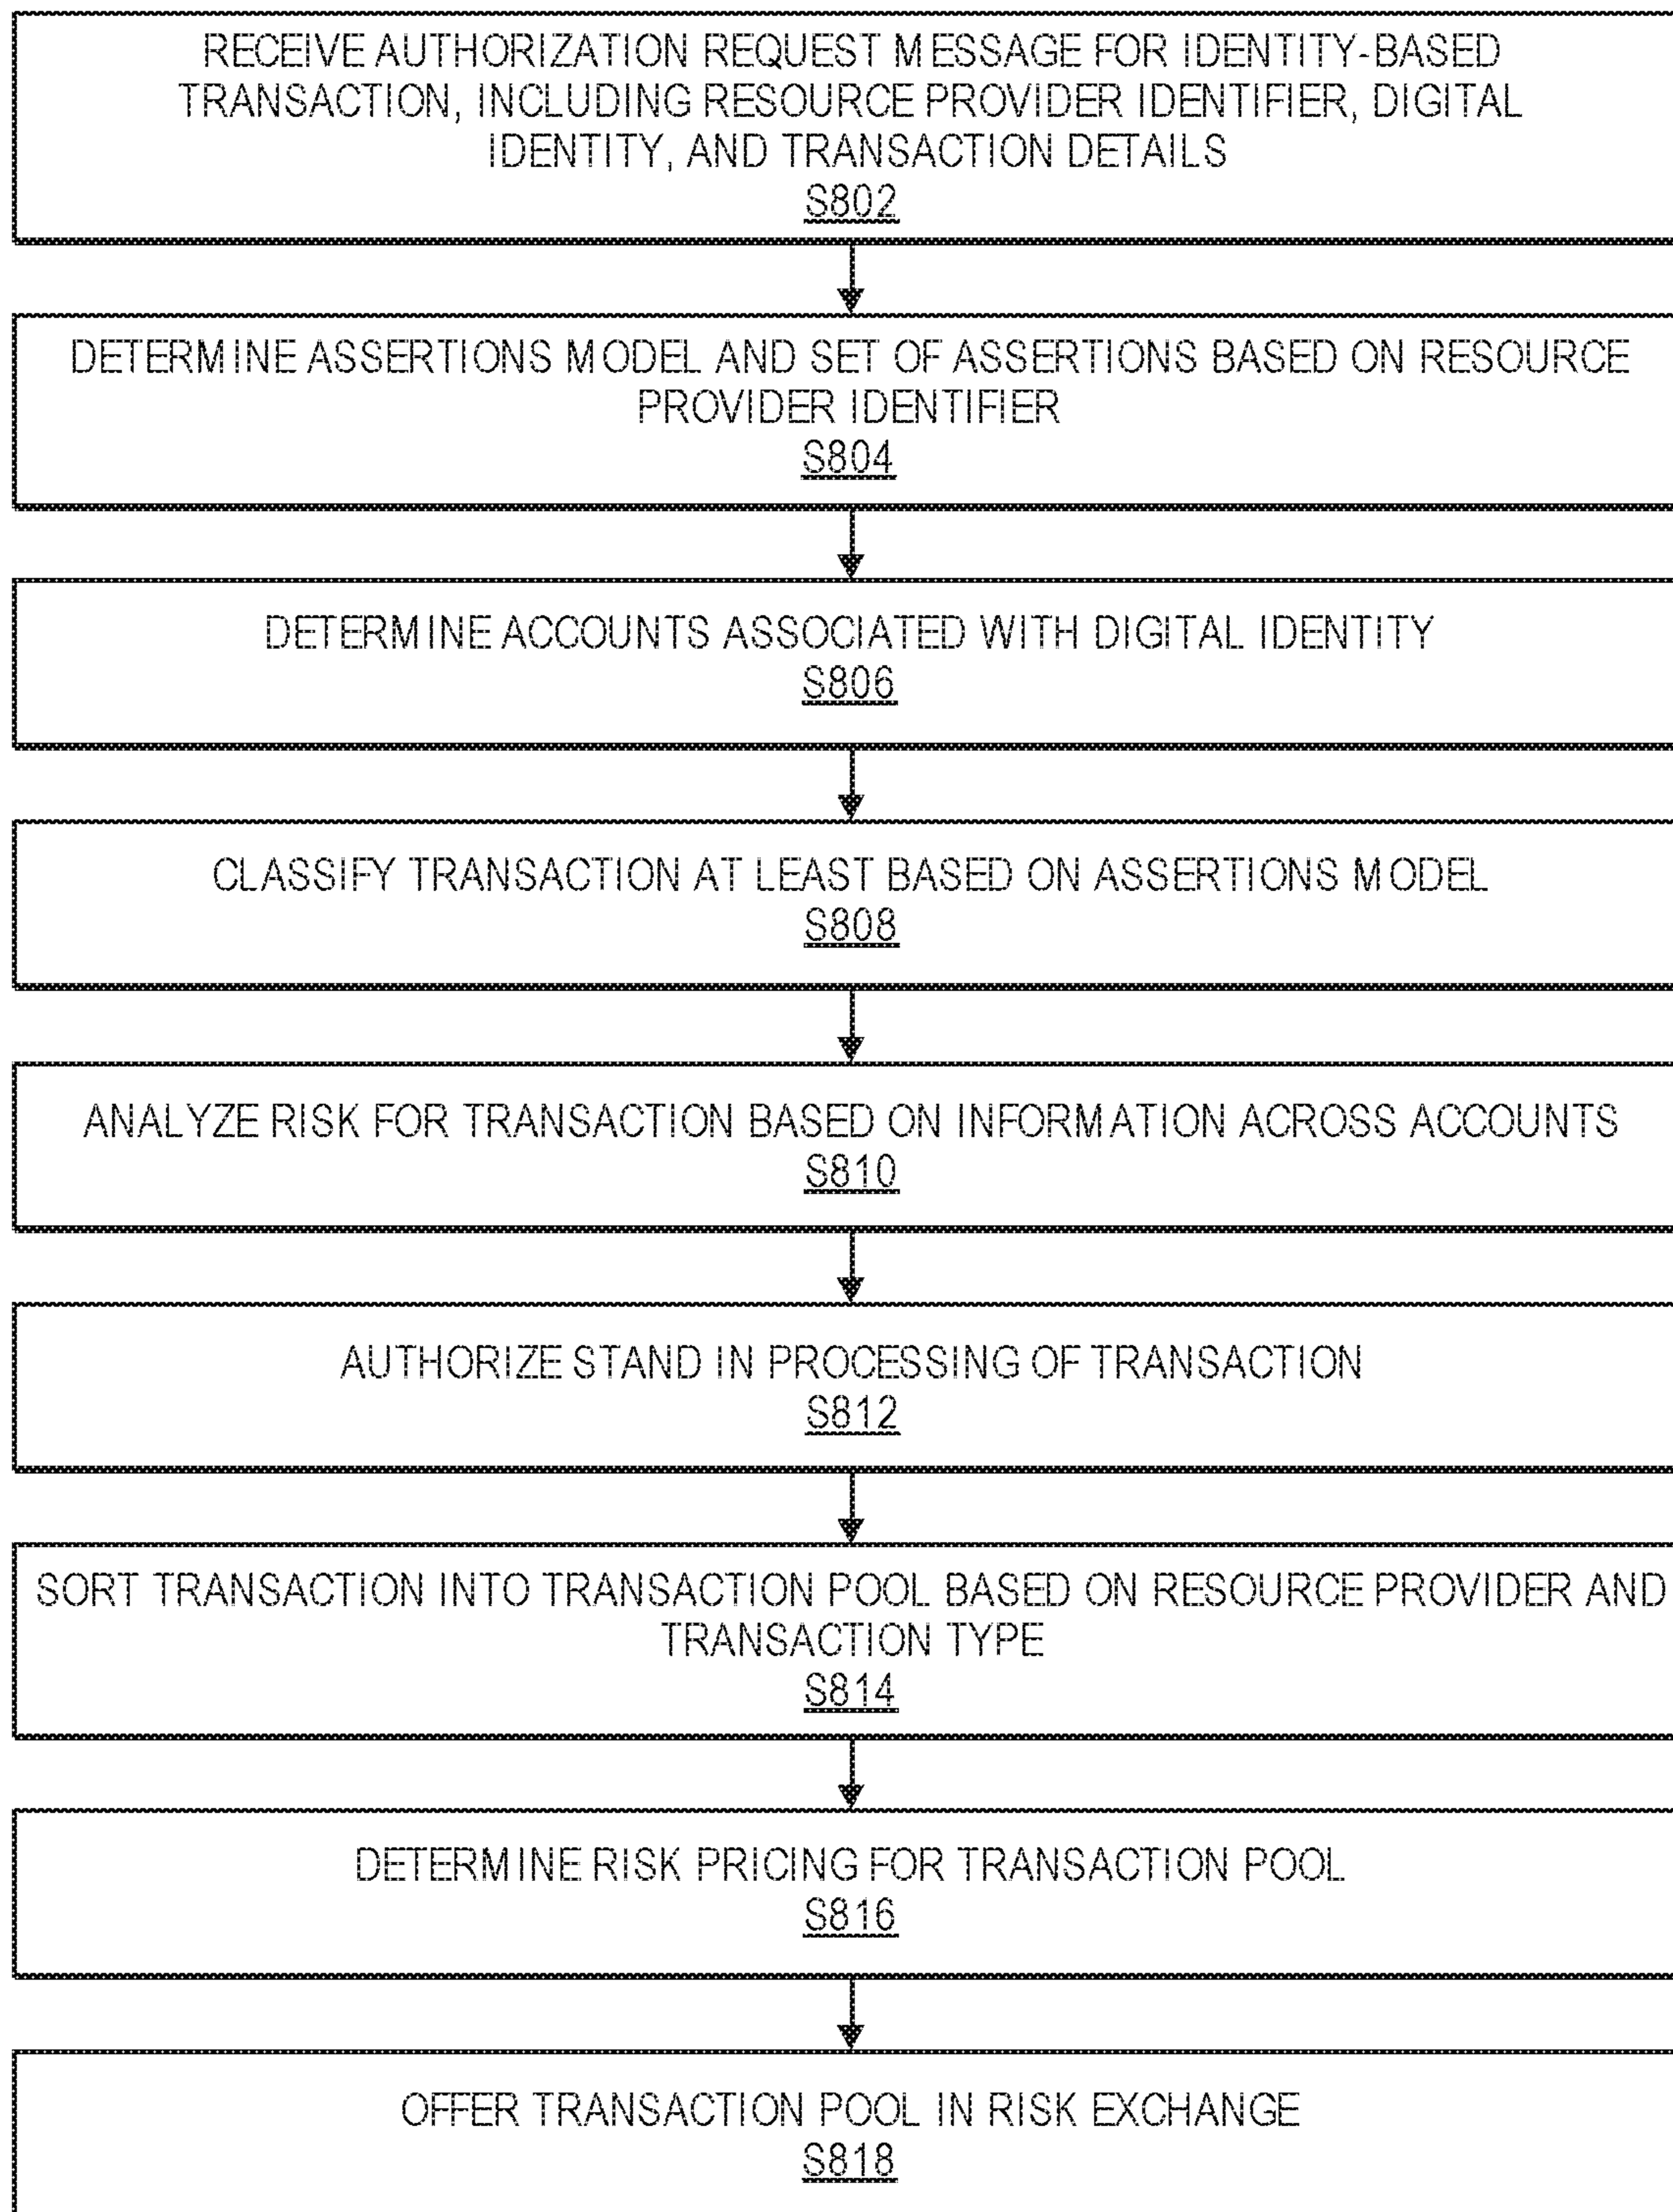 RECEIVE AUTHORIZATION REQUEST MESSAGE FOR IDENTITY-BASED
TRANSACTION, INCLUDING RESOURCE PROVIDER IDENTIFIER, DIGITAL
IDENTITY, AND TRANSACTION DETAILS
S802
DETERMINE ASSERTIONS MODEL AND SET OF ASSERTIONS BASED ON RESOURCE
PROVIDER IDENTIFIER
S804
DETERMINE ACCOUNTS ASSOCIATED WITH DIGITAL IDENTITY
S806
CLASSIFY TRANSACTION AT LEAST BASED ON ASSERTIONS MODEL
S808
ANALYZE RISK FOR TRANSACTION BASED ON INFORMATION ACROSS ACCOUNTS
S810
AUTHORIZE STAND IN PROCESSING OF TRANSACTION
S812
SORT TRANSACTION INTO TRANSACTION POOL BASED ON RESOURCE PROVIDER AND
TRANSACTION TYPE
S814
DETERMINE RISK PRICING FOR TRANSACTION POOL
S816
OFFER TRANSACTION POOL IN RISK EXCHANGE
S818